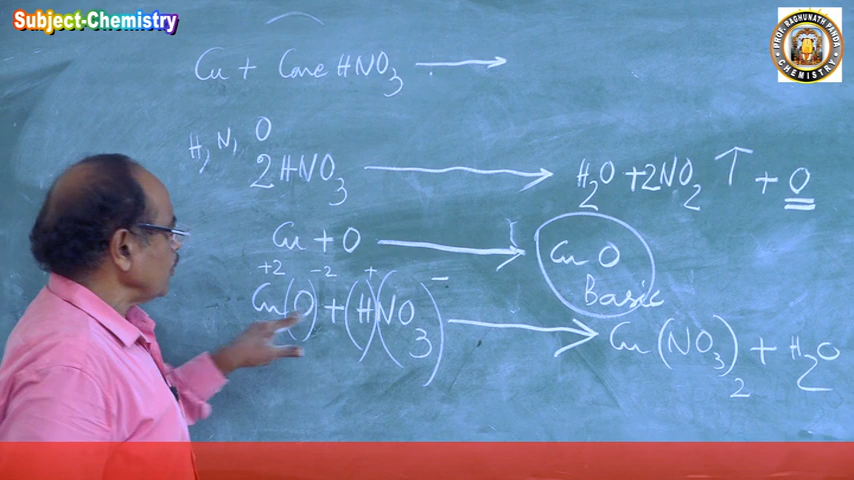 Subject-Chemistry
PROF. RAGHUNATH PANDA
CHEMISTRY
Cu + Conc HNO3 →
H, N, O
2HNO3 → H2O + 2NO2 ↑ + O
Cu + O → CuO
Basic
+2 -2 + -
Cu(O) + (H)(NO3) → Cu(NO3)2 + H2O